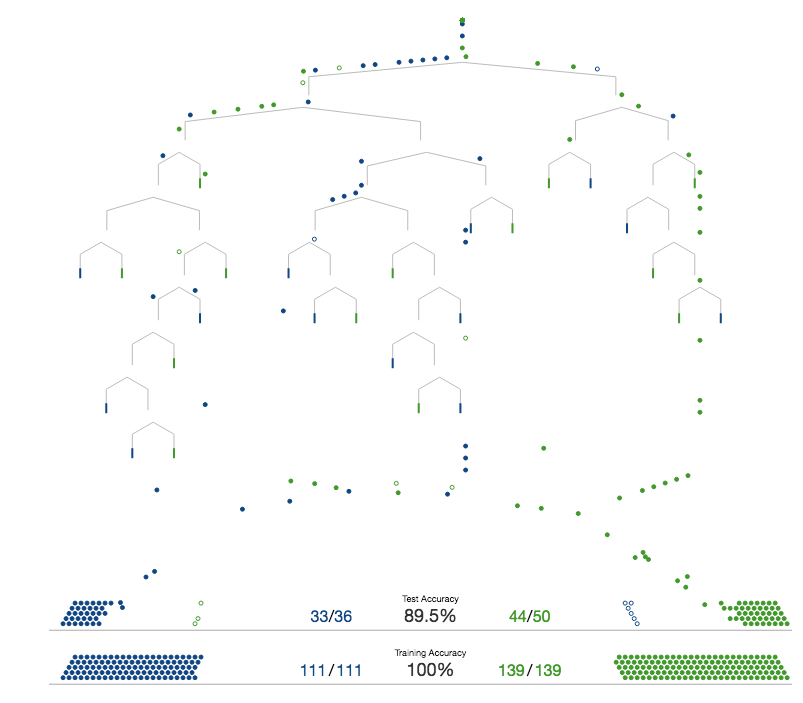 Test Accuracy
33/36 89.5% 44/50
Training Accuracy
111/111 100% 139/139